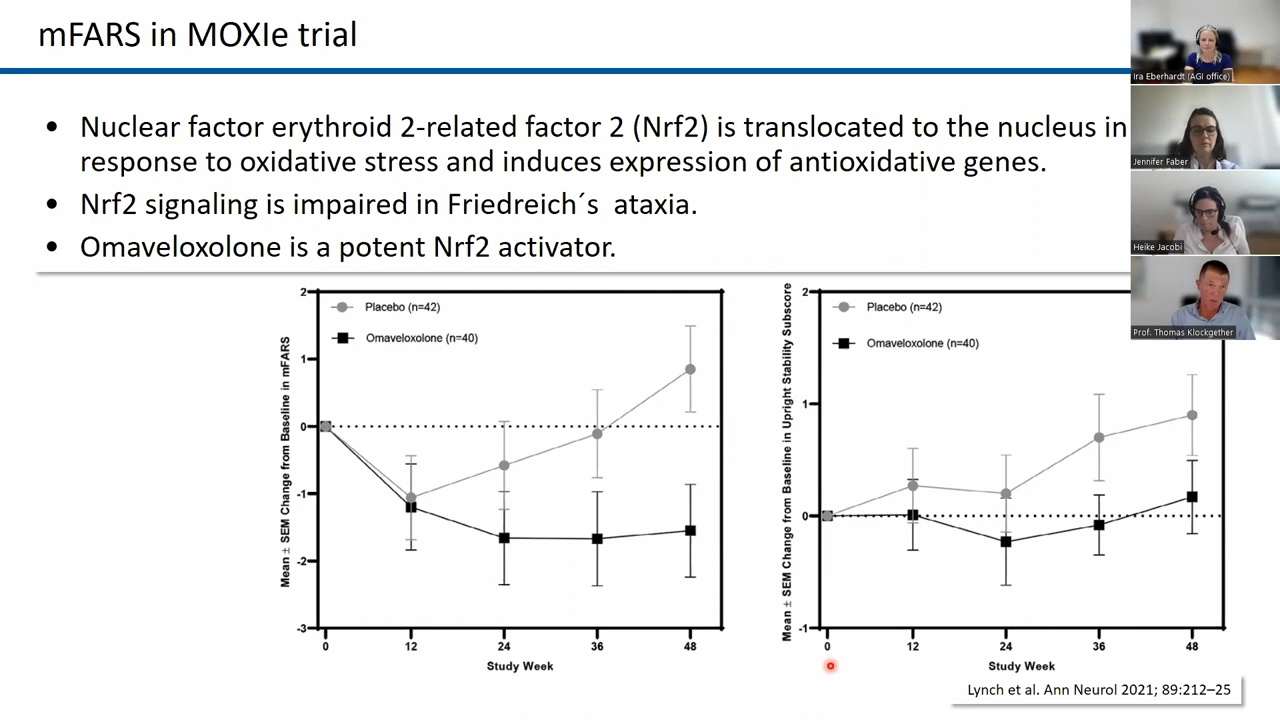 mFARS in MOXIe trial
• Nuclear factor erythroid 2-related factor 2 (Nrf2) is translocated to the nucleus in
response to oxidative stress and induces expression of antioxidative genes.
• Nrf2 signaling is impaired in Friedreich´s ataxia.
• Omaveloxolone is a potent Nrf2 activator.
Ira Eberhardt (AGI office)
Jennifer Faber
Heike Jacobi
Prof. Thomas Klockgether
Mean ± SEM Change from Baseline in mFARS
2
1
0
-1
-2
-3
Placebo (n=42)
Omaveloxolone (n=40)
0 12 24 36 48
Study Week
Mean ± SEM Change from Baseline in Upright Stability Subscore
2
1
0
-1
Placebo (n=42)
Omaveloxolone (n=40)
0 12 24 36 48
Study Week
Lynch et al. Ann Neurol 2021; 89:212–25